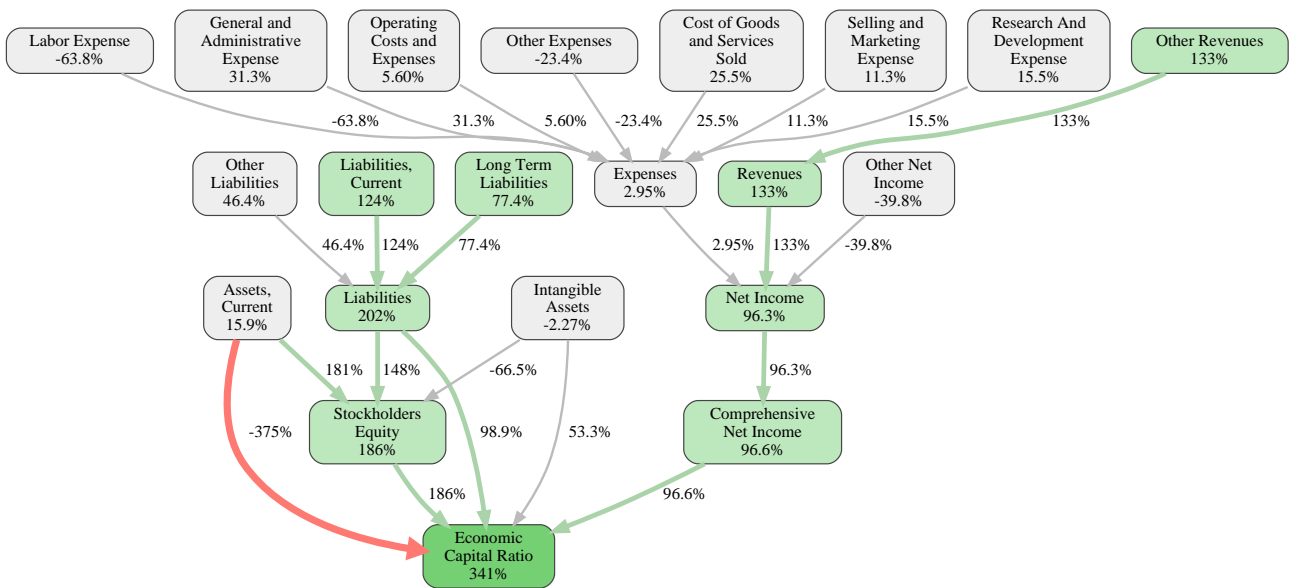 Labor Expense
-63.8%
General and
Administrative
Expense
31.3%
Operating
Costs and
Expenses
5.60%
Other Expenses
-23.4%
Cost of Goods
and Services
Sold
25.5%
Selling and
Marketing
Expense
11.3%
Research And
Development
Expense
15.5%
Other Revenues
133%
-63.8%
31.3%
5.60%
-23.4%
25.5%
11.3%
15.5%
133%
Other
Liabilities
46.4%
Liabilities,
Current
124%
Long Term
Liabilities
77.4%
Expenses
2.95%
Revenues
133%
Other Net
Income
-39.8%
46.4%
124%
77.4%
2.95%
133%
-39.8%
Assets,
Current
15.9%
Liabilities
202%
Intangible
Assets
-2.27%
Net Income
96.3%
181%
148%
-66.5%
96.3%
Stockholders
Equity
186%
Comprehensive
Net Income
96.6%
-375%
98.9%
53.3%
186%
96.6%
Economic
Capital Ratio
341%